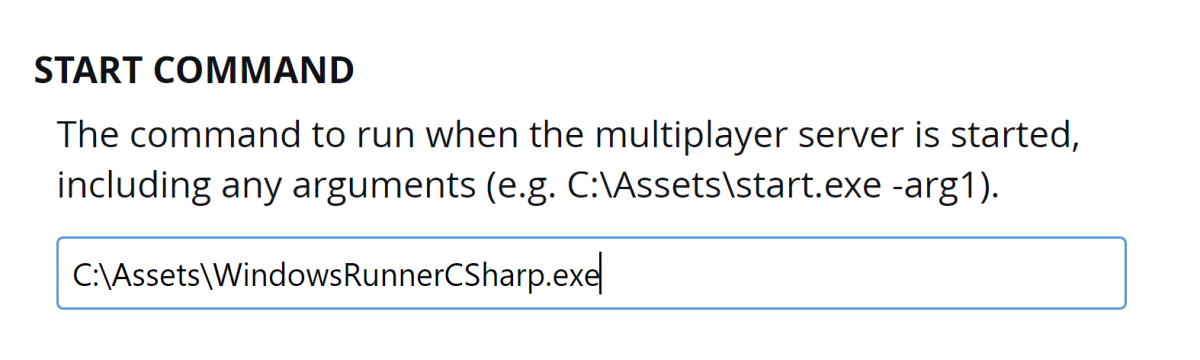 START COMMAND
The command to run when the multiplayer server is started,
including any arguments (e.g. C:\Assets\start.exe -arg1).
C:\Assets\WindowsRunnerCSharp.exe